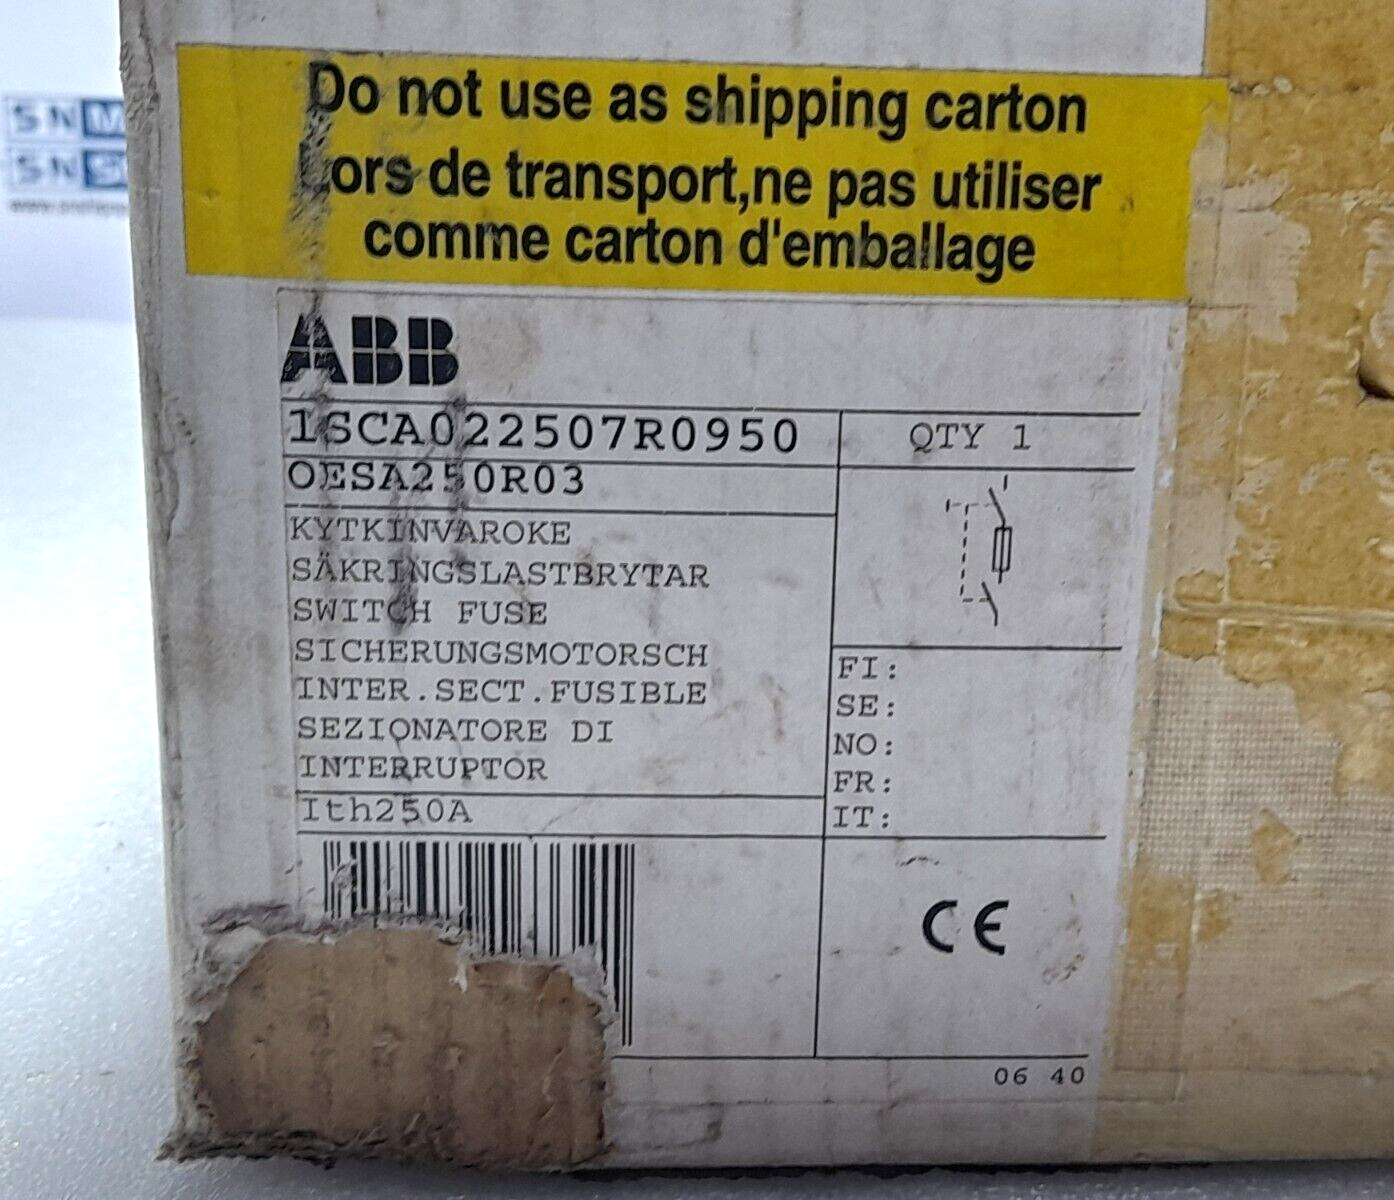 Do not use as shipping carton
Lors de transport,ne pas utiliser
comme carton d'emballage
ABB
1SCA022507R0950
QTY 1
OESA250R03
KYTKINVAROKE
SÄKRINGSLASTBRYTAR
SWITCH FUSE
SICHERUNGSMOTORSCH
INTER.SECT.FUSIBLE
SEZIONATORE DI
INTERRUPTOR
Ith250A
FI:
SE:
NO:
FR:
IT:
CE
06 40